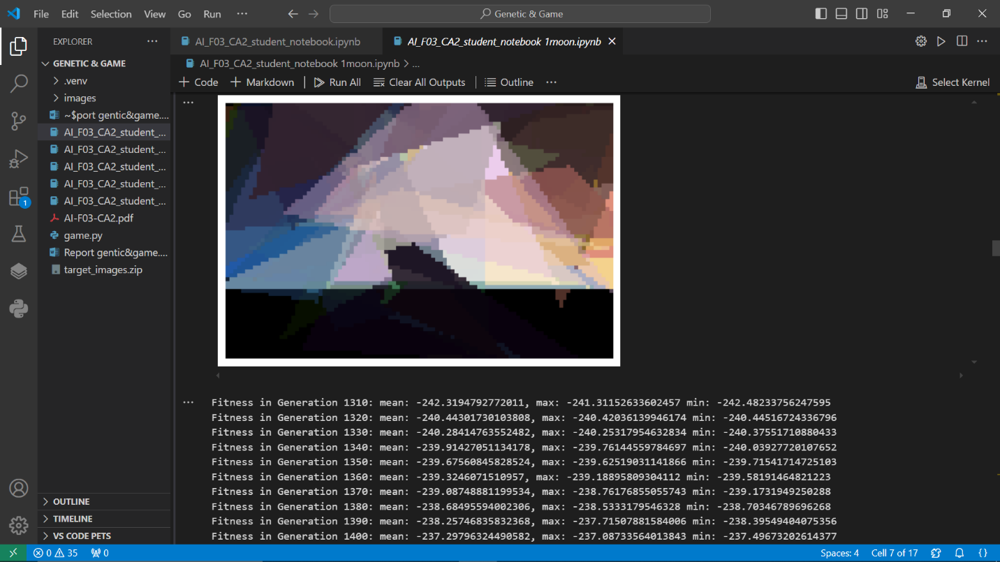 File Edit Selection View Go Run ··· Genetic & Game
EXPLORER ···
GENETIC & GAME
.venv
images
~$port gentic&game....
AI_F03_CA2_student_...
AI_F03_CA2_student_...
AI_F03_CA2_student_...
AI_F03_CA2_student_...
AI_F03_CA2_student_...
AI-F03-CA2.pdf
game.py
Report gentic&game....
target_images.zip
1
OUTLINE
TIMELINE
VS CODE PETS
AI_F03_CA2_student_notebook.ipynb AI_F03_CA2_student_notebook 1moon.ipynb
AI_F03_CA2_student_notebook 1moon.ipynb > ...
Code Markdown Run All Clear All Outputs Outline ··· Select Kernel
Fitness in Generation 1310: mean: -242.3194792772011, max: -241.31152633602457 min: -242.48233756247595
Fitness in Generation 1320: mean: -240.44301730103808, max: -240.42036139946174 min: -240.44516724336796
Fitness in Generation 1330: mean: -240.28414763552482, max: -240.25317954632834 min: -240.37551710880433
Fitness in Generation 1340: mean: -239.91427051134178, max: -239.76144559784697 min: -240.03927720107652
Fitness in Generation 1350: mean: -239.67560845828524, max: -239.62519031141866 min: -239.71541714725103
Fitness in Generation 1360: mean: -239.3246071510957, max: -239.18895809304112 min: -239.58191464821223
Fitness in Generation 1370: mean: -239.08748881199534, max: -238.76176855055743 min: -239.1731949250288
Fitness in Generation 1380: mean: -238.68495594002306, max: -238.5333179546328 min: -238.70346789696268
Fitness in Generation 1390: mean: -238.25746835832368, max: -237.71507881584006 min: -238.39549404075356
Fitness in Generation 1400: mean: -237.29796324490582, max: -237.08733564013843 min: -237.49673202614377
0 35 0 Spaces: 4 Cell 7 of 17